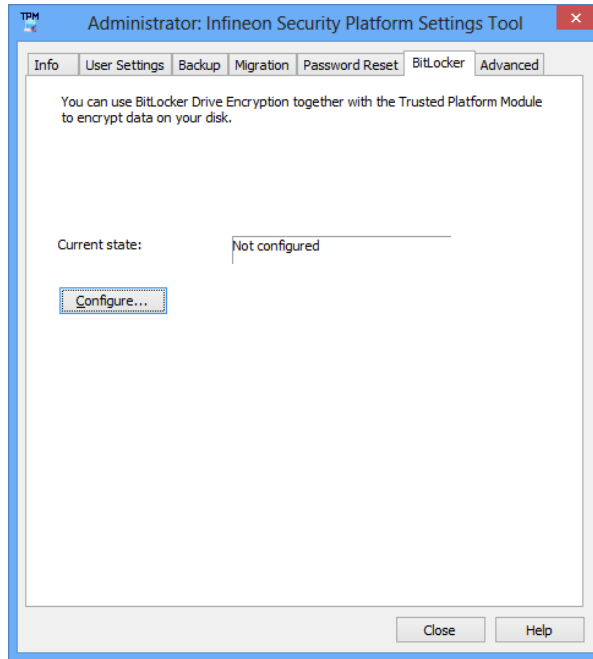 TPM
Administrator: Infineon Security Platform Settings Tool
Info User Settings Backup Migration Password Reset BitLocker Advanced
You can use BitLocker Drive Encryption together with the Trusted Platform Module
to encrypt data on your disk.
Current state: Not configured
Configure...
Close Help